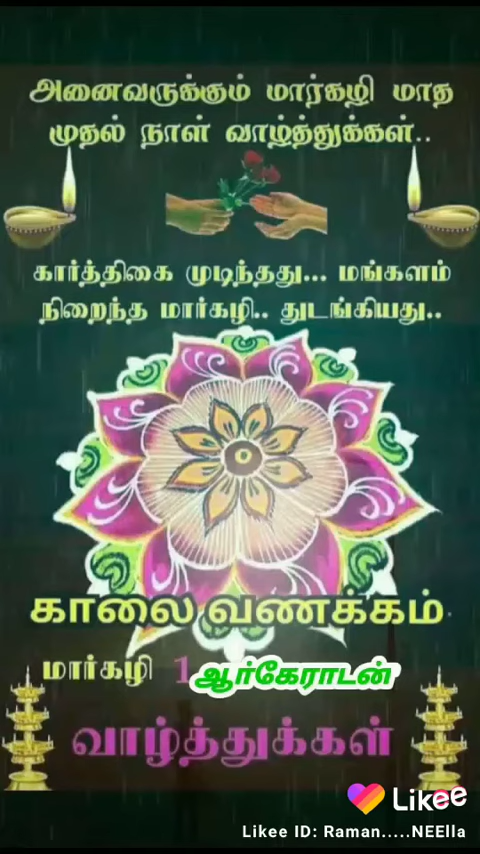 அனைவருக்கும் மார்கழி மாத
முதல் நாள் வாழ்த்துக்கள்..
கார்த்திகை முடிந்தது... மங்களம்
நிறைந்த மார்கழி.. துடங்கியது..
காலை வணக்கம்
மார்கழி 1 ஆர்கேராடன்
வாழ்த்துக்கள்
Likee
Likee ID: Raman.....NEElla